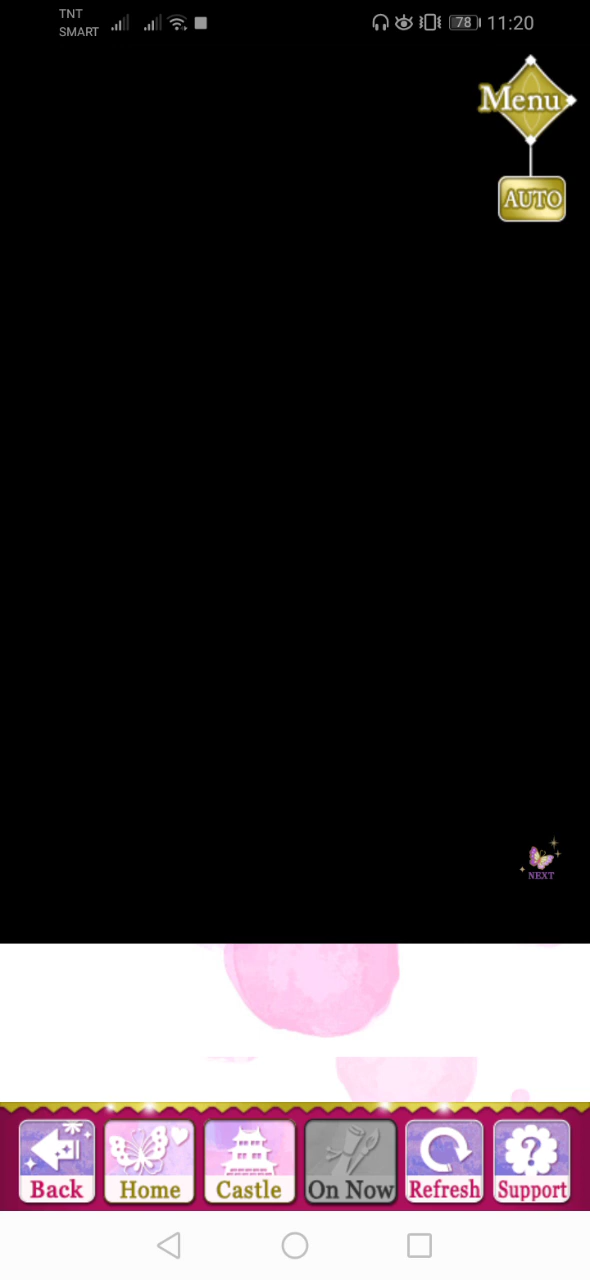 TNT
SMART
78
11:20
Menu
AUTO
NEXT
Back
Home
Castle
On Now
Refresh
Support